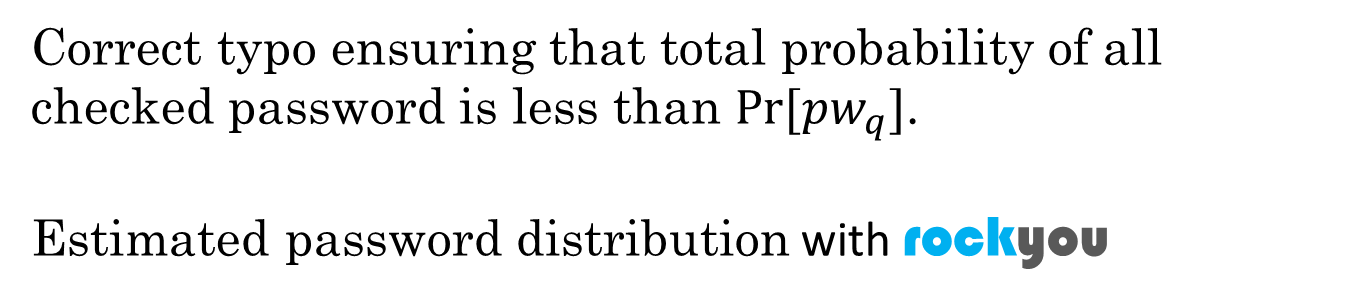 Correct typo ensuring that total probability of all
checked password is less than Pr[𝑝𝑤𝑞].
Estimated password distribution with rockyou